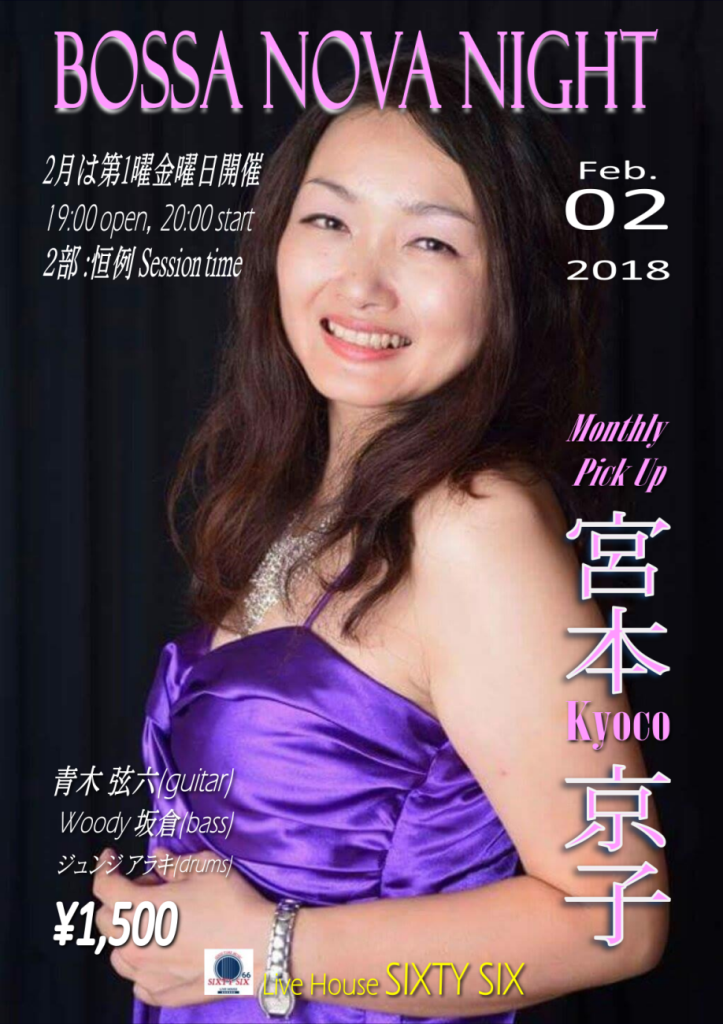 BOSSA NOVA NIGHT
2月は第1曜金曜日開催
19:00 open, 20:00 start
2部 :恒例 Session time
Feb.
02
2018
Monthly
Pick Up
宮本
Kyoco
京子
青木 弦六(guitar)
Woody 坂倉(bass)
ジュンジ アラキ(drums)
¥1,500
66
SIXTY SIX
Live House SIXTY SIX